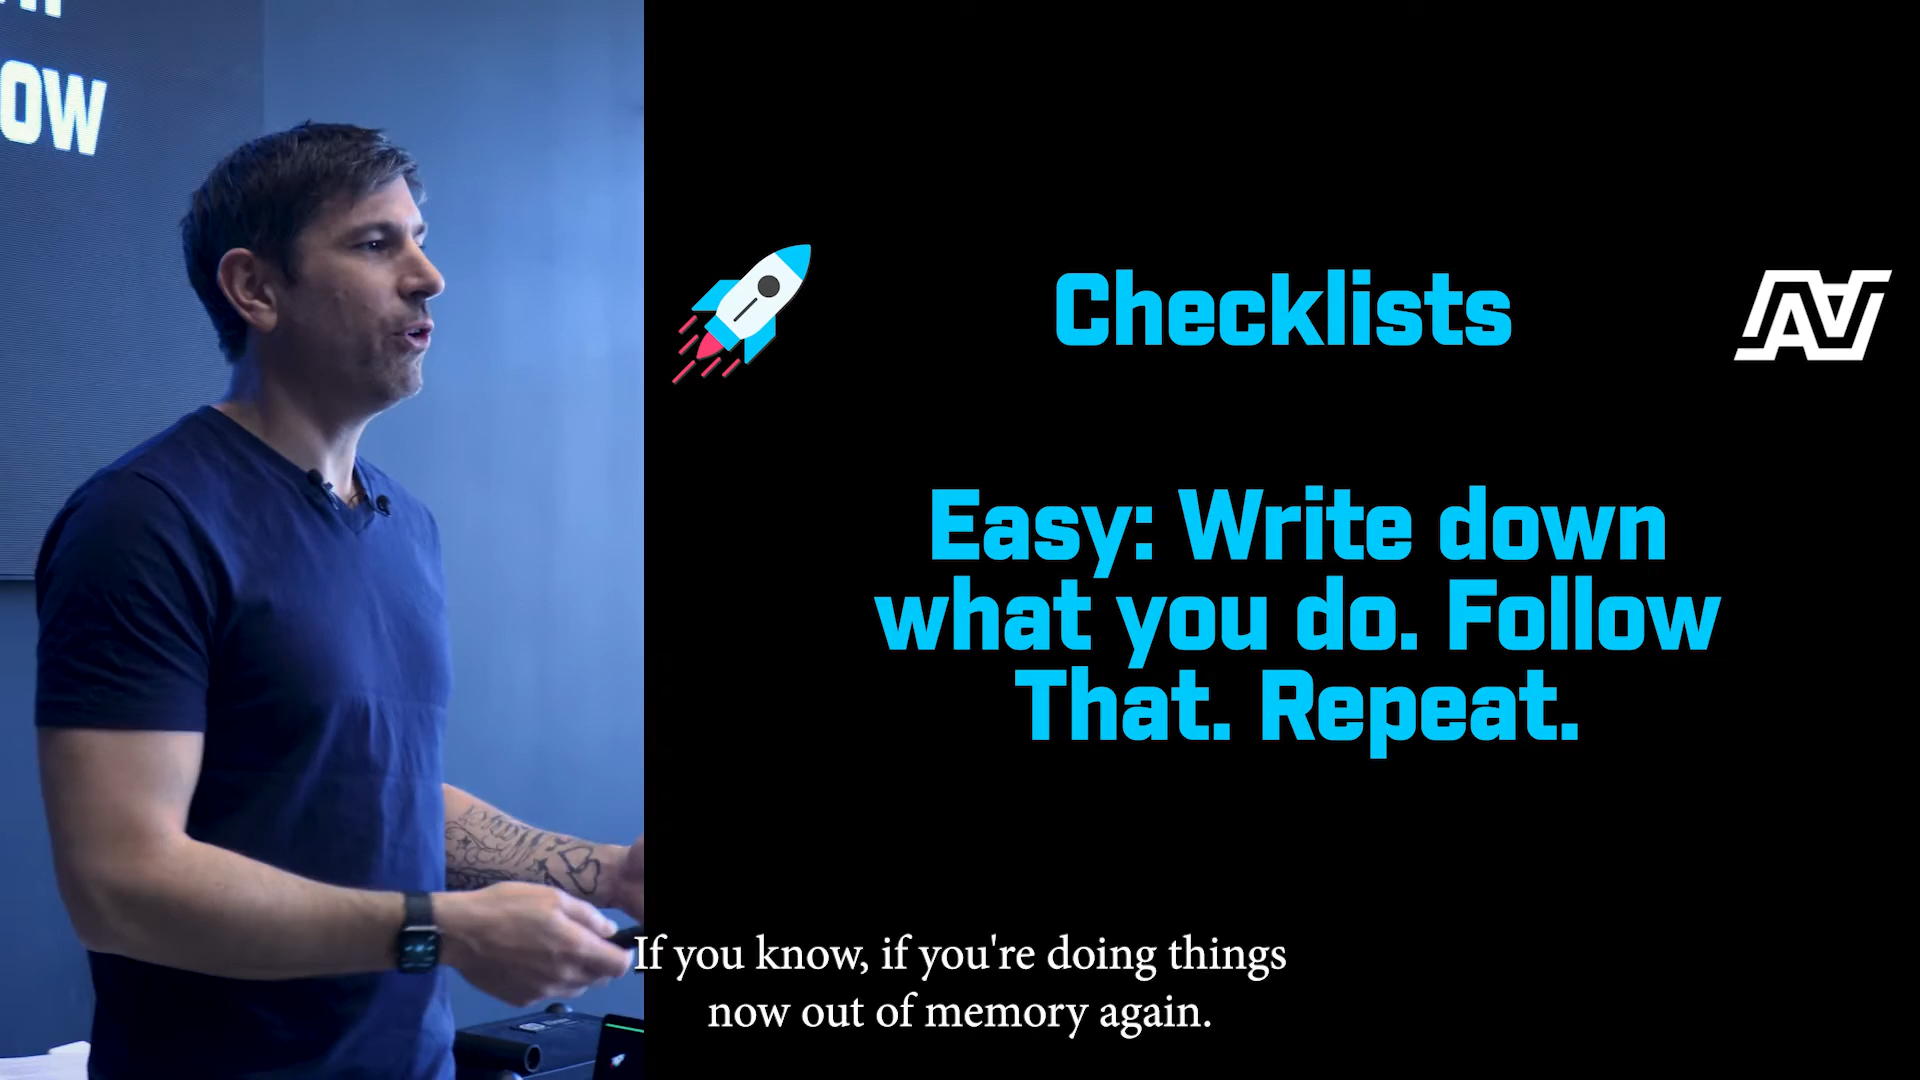 OW
Checklists
Easy: Write down
what you do. Follow
That. Repeat.
If you know, if you're doing things
now out of memory again.